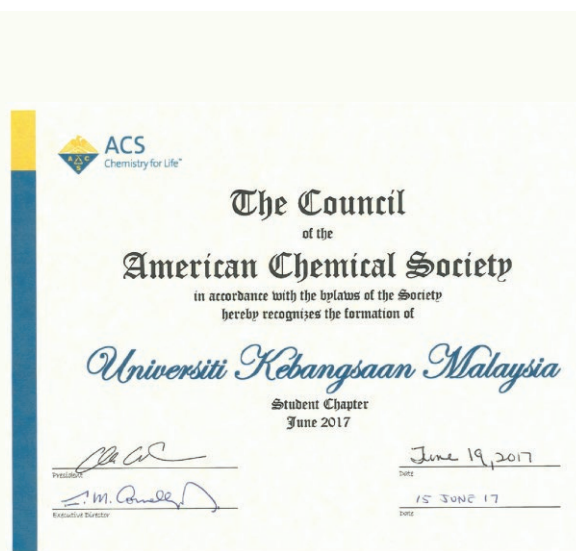 ACS
Chemistry for Life
The Council
of the
American Chemical Society
in accordance with the bylaws of the Society
hereby recognizes the formation of
Universiti Kebangsaan Malaysia
Student Chapter
June 2017
June 19, 2017
President
Date
15 JUNE 17
Executive Director
Date